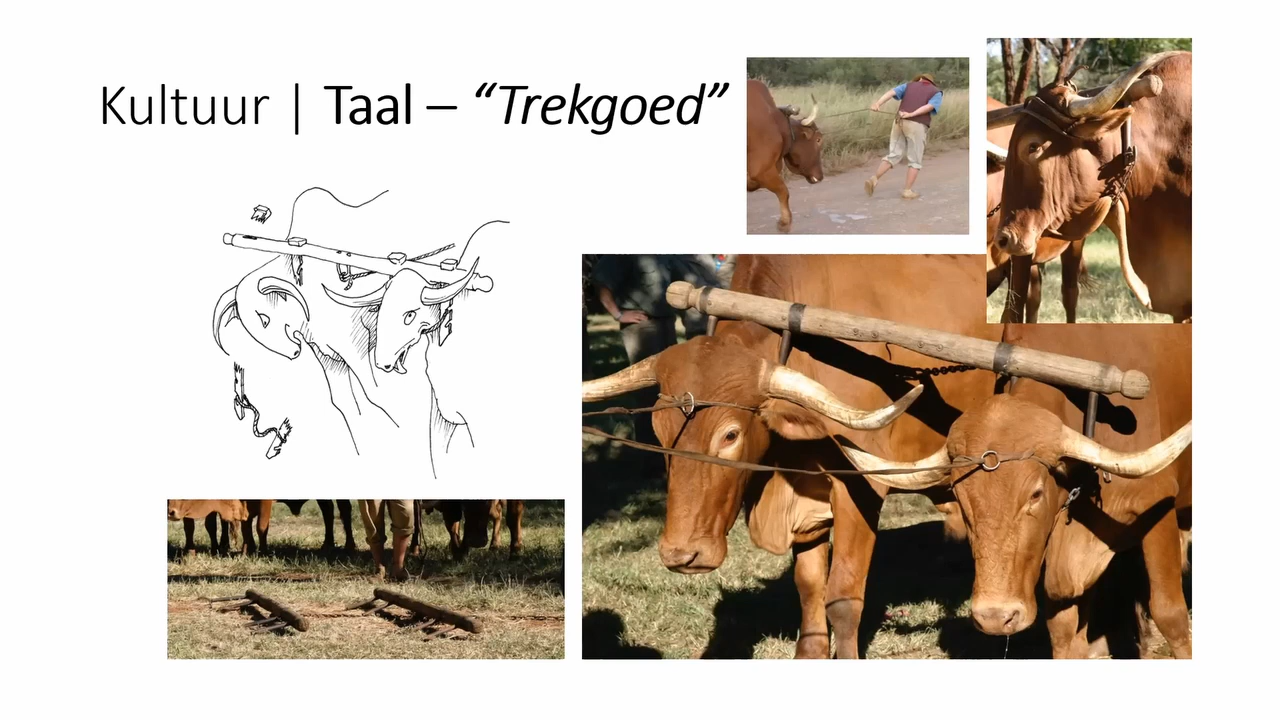 Kultuur | Taal – “Trekgoed”